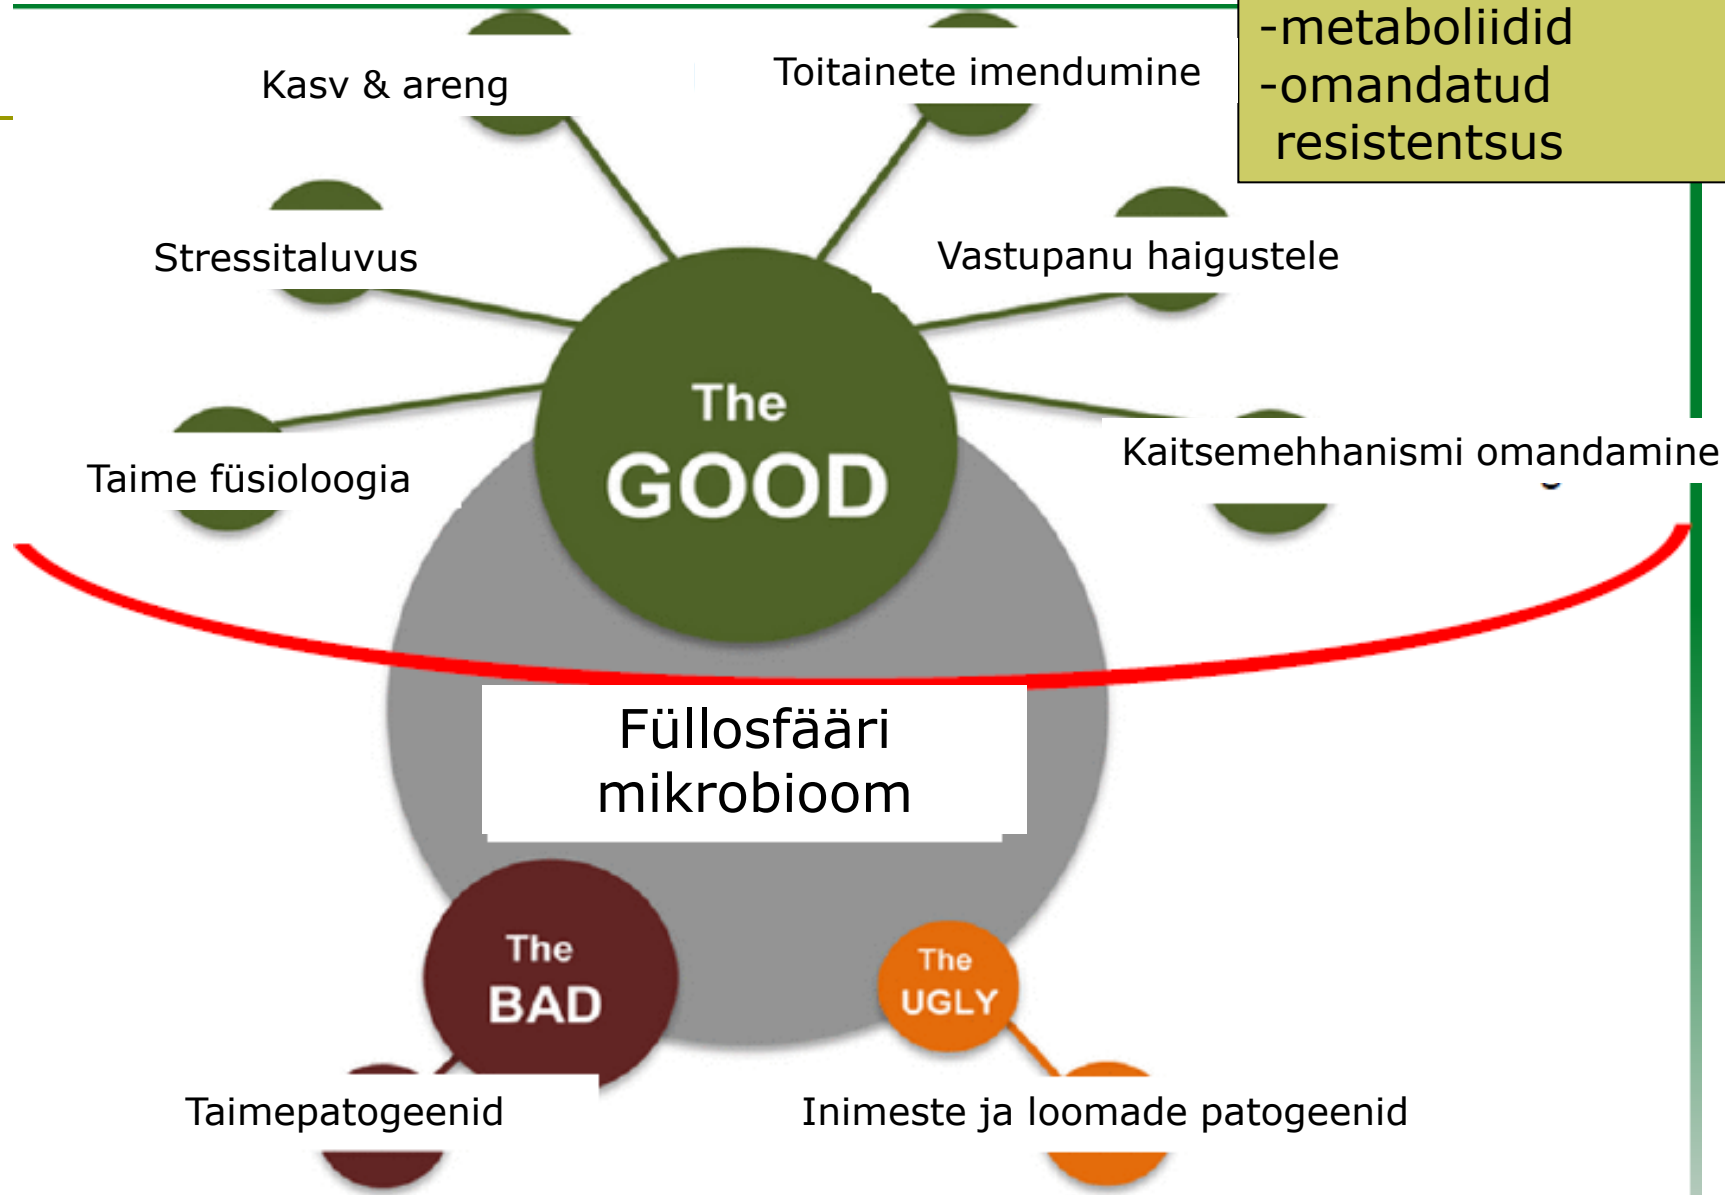 -metaboliidid
-omandatud
resistentsus
Kasv & areng
Toitainete imendumine
Stressitaluvus
Vastupanu haigustele
The
GOOD
Taime füsioloogia
Kaitsemehhanismi omandamine
Füllosfääri
mikrobioom
The
BAD
The
UGLY
Taimepatogeenid
Inimeste ja loomade patogeenid